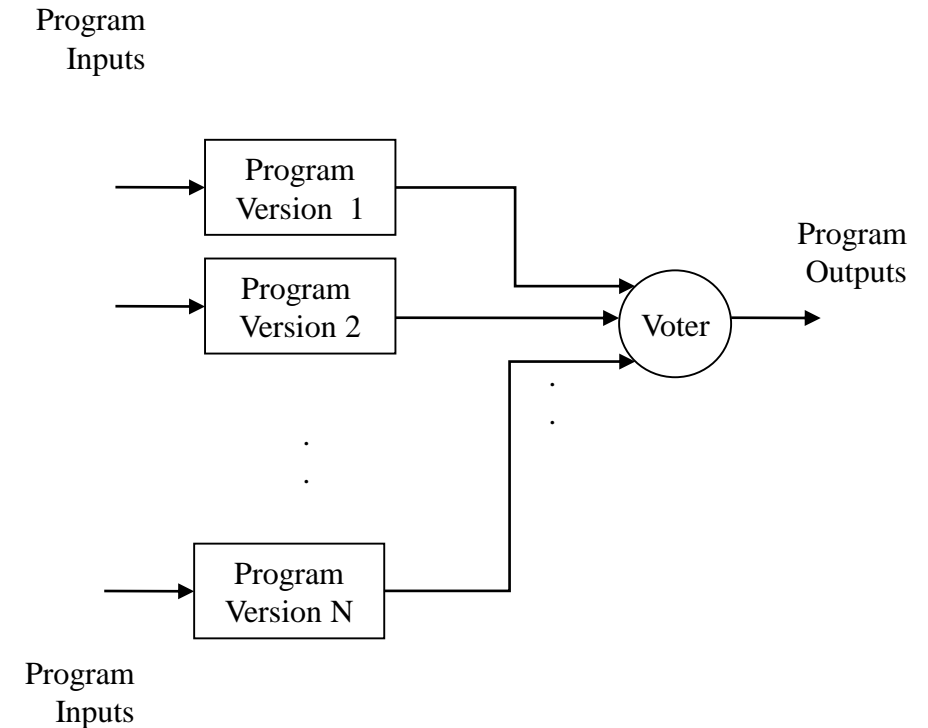 Program
Inputs
Program
Version 1
Program
Outputs
Program
Version 2
Voter
.
.
.
.
Program
Version N
Program
Inputs